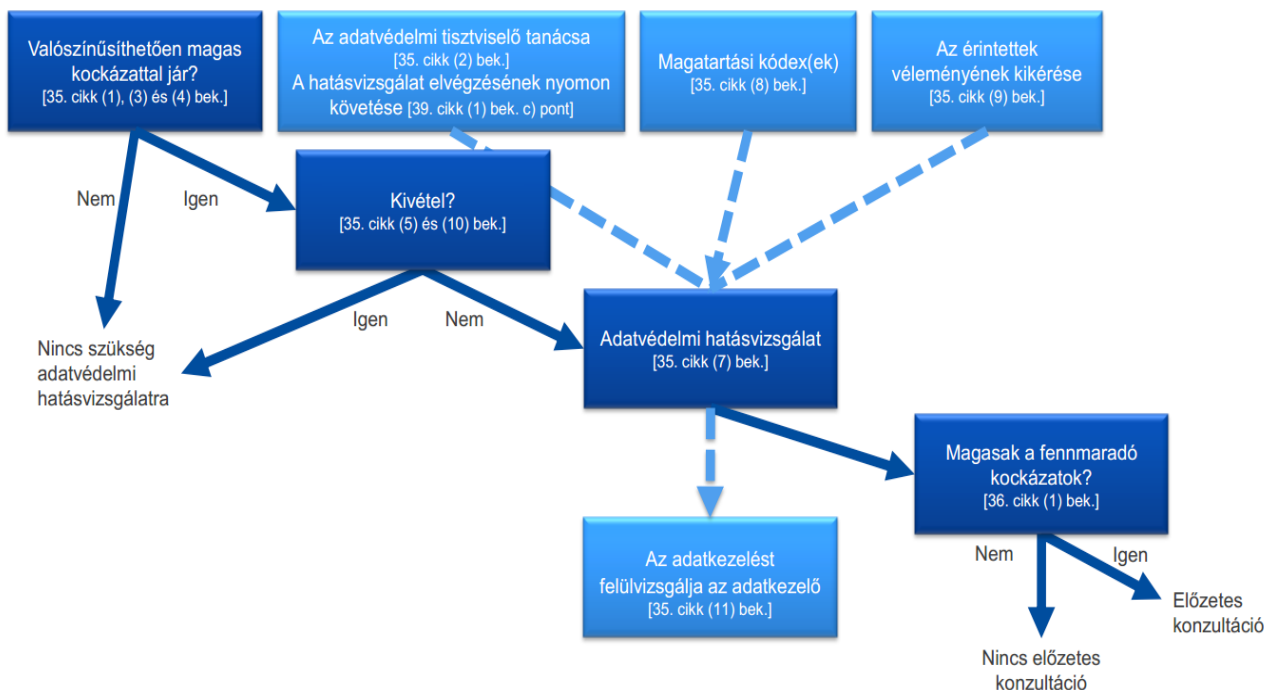 Valószínűsíthetően magas
kockázattal jár?
[35. cikk (1), (3) és (4) bek.]
Az adatvédelmi tisztviselő tanácsa
[35. cikk (2) bek.]
A hatásvizsgálat elvégzésének nyomon
követése [39. cikk (1) bek. c) pont]
Magatartási kódex(ek)
[35. cikk (8) bek.]
Az érintettek
véleményének kikérése
[35. cikk (9) bek.]
Nem
Igen
Kivétel?
[35. cikk (5) és (10) bek.]
Igen
Nem
Nincs szükség
adatvédelmi
hatásvizsgálatra
Adatvédelmi hatásvizsgálat
[35. cikk (7) bek.]
Magasak a fennmaradó
kockázatok?
[36. cikk (1) bek.]
Az adatkezelést
felülvizsgálja az adatkezelő
[35. cikk (11) bek.]
Nem
Igen
Előzetes
konzultáció
Nincs előzetes
konzultáció